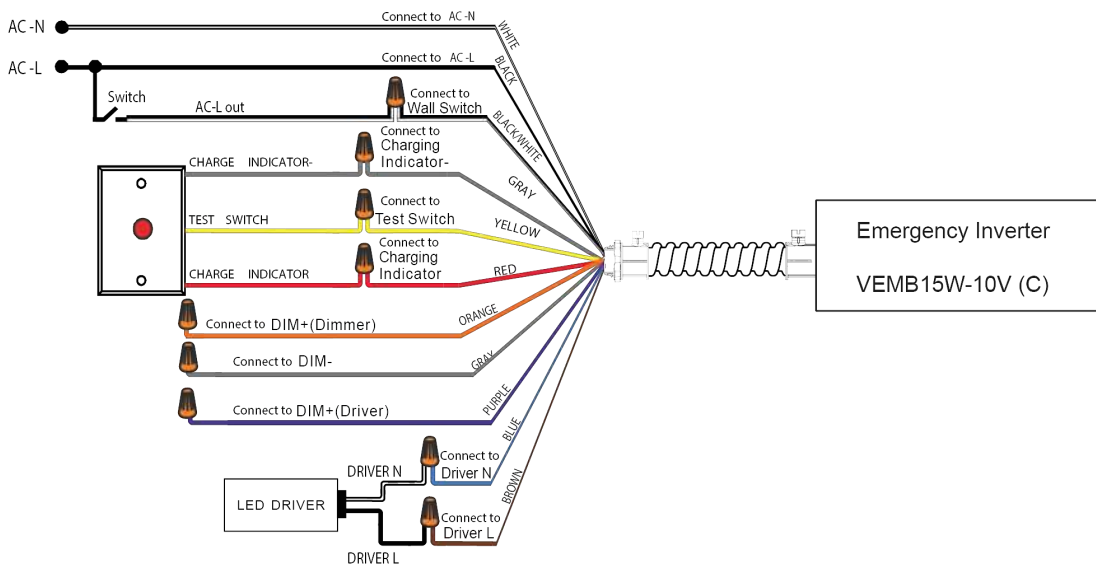 AC-N
Connect to AC-N
WHITE
AC-L
Connect to AC-L
BLACK
Switch
AC-L out
Connect to
Wall Switch
BLACK/WHITE
CHARGE INDICATOR-
Connect to
Charging
Indicator-
GRAY
TEST SWITCH
Connect to
Test Switch
YELLOW
CHARGE INDICATOR
Connect to
Charging
Indicator
RED
Connect to DIM+(Dimmer)
ORANGE
Connect to DIM-
GRAY
Connect to DIM+(Driver)
PURPLE
BLUE
BROWN
LED DRIVER
DRIVER N
Connect to
Driver N
DRIVER L
Connect to
Driver L
Emergency Inverter
VEMB15W-10V (C)